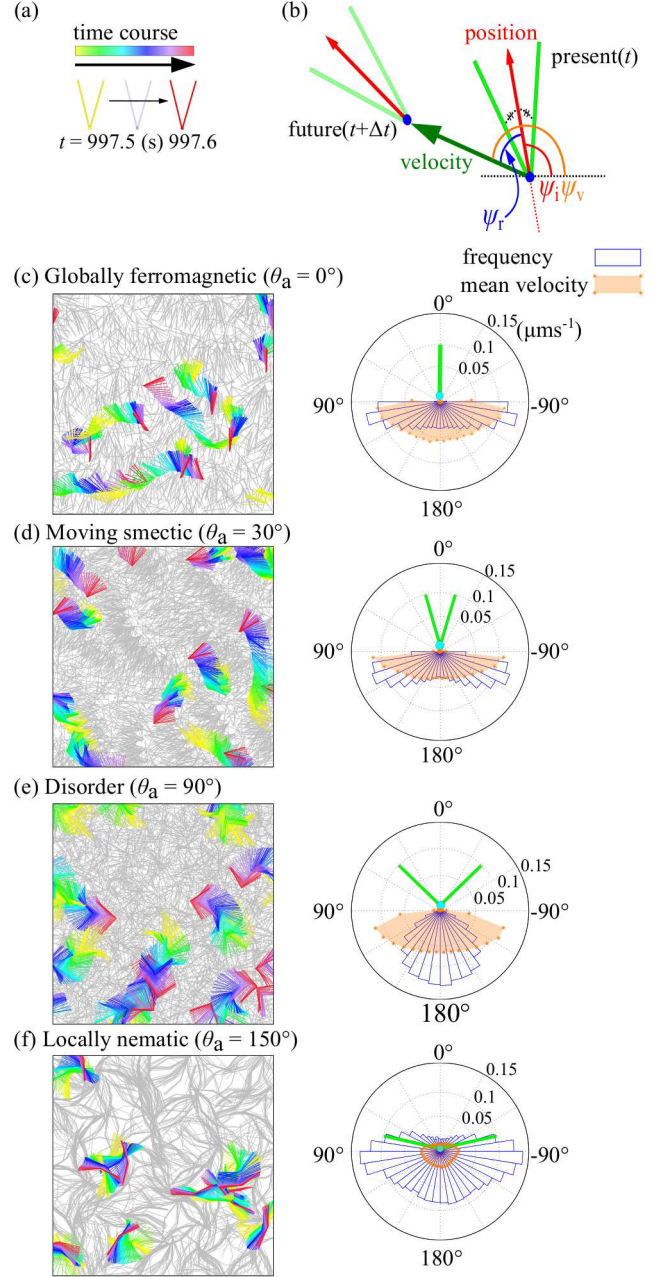 (a)
time course
t = 997.5 (s) 997.6
(b)
position
present(t)
future(t+Δt)
velocity
ψi ψv
ψr
frequency
mean velocity
(c) Globally ferromagnetic (θa = 0°)
0°
0.15 (μms-1)
0.1
0.05
90°
-90°
180°
(d) Moving smectic (θa = 30°)
0°
0.15
0.1
0.05
90°
-90°
180°
(e) Disorder (θa = 90°)
0°
0.15
0.1
0.05
90°
-90°
180°
(f) Locally nematic (θa = 150°)
0°
0.15
0.1
0.05
90°
-90°
180°